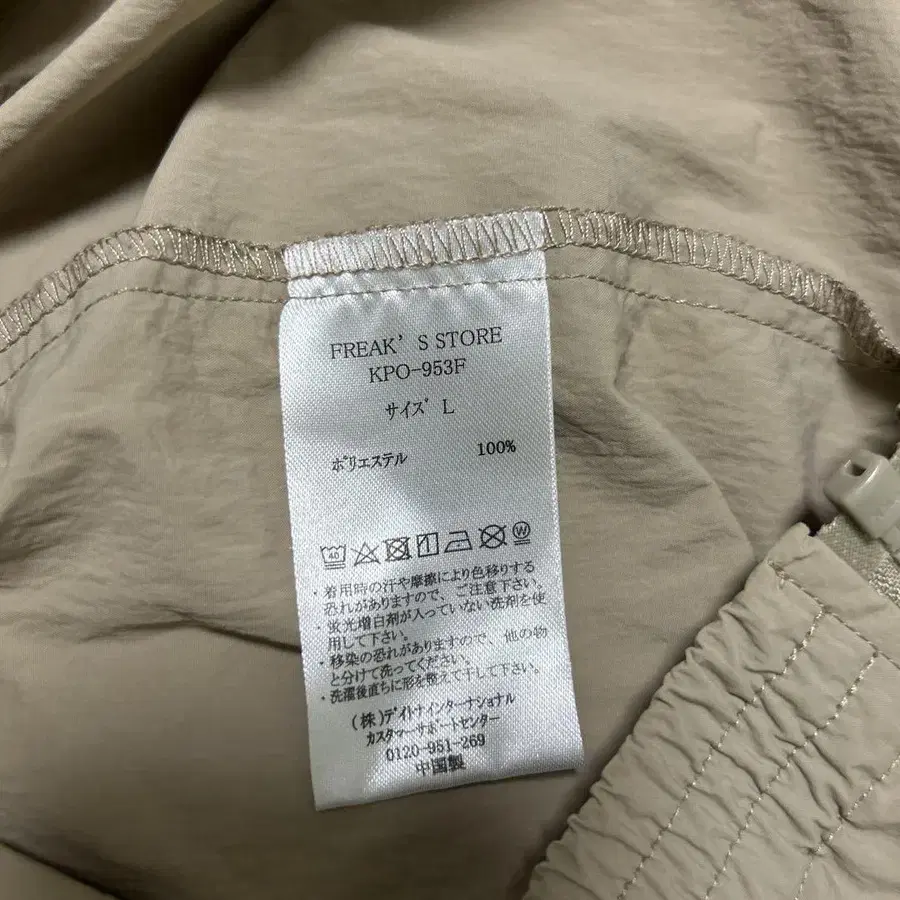 FREAK'S STORE
KPO-953F
サイズ L
ポリエステル 100%
40 W
・着用時の汗や摩擦により色移りする
恐れがありますので、ご注意下さい。
・蛍光増白剤が入っていない洗剤を使
用して下さい。
・移染の恐れがありますので、他の物
と分けて洗ってください。
・洗濯後直ちに形を整えて干して下さい。
(株)デイトナインターナショナル
カスタマーサポートセンター
0120-951-269
中国製